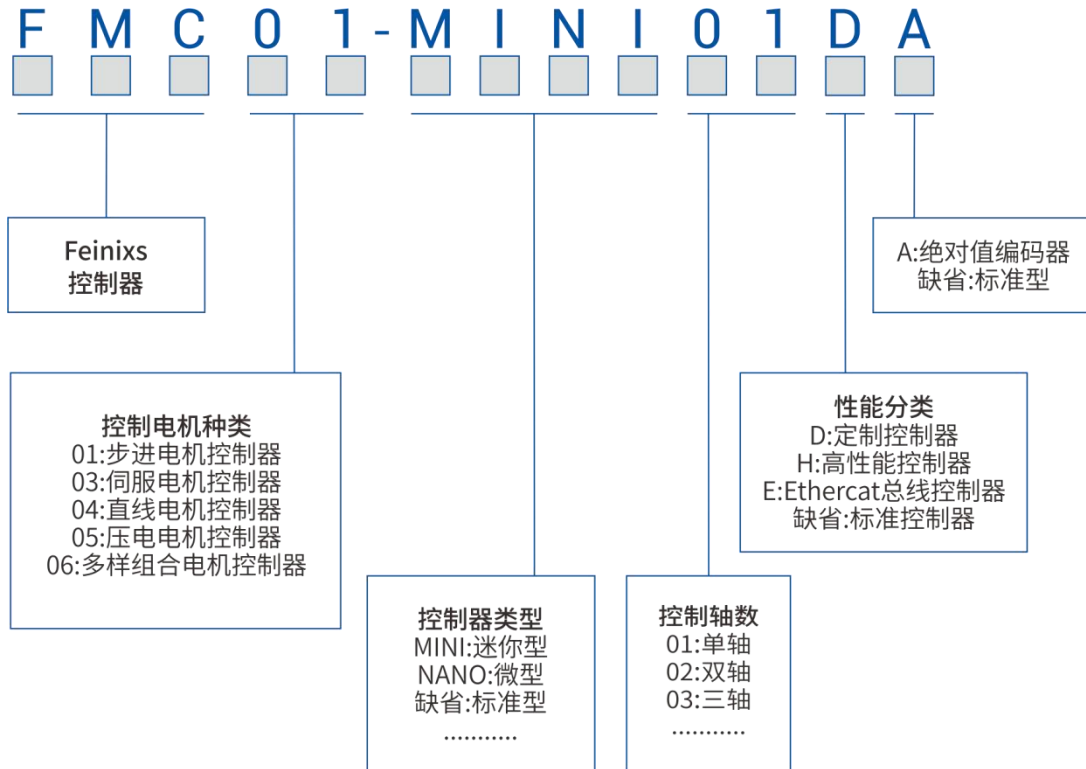 FMC01-MINI01DA
Feinixs
控制器
A:绝对值编码器
缺省:标准型
控制电机种类
01:步进电机控制器
03:伺服电机控制器
04:直线电机控制器
05:压电电机控制器
06:多样组合电机控制器
性能分类
D:定制控制器
H:高性能控制器
E:Ethercat总线控制器
缺省:标准控制器
控制器类型
MINI:迷你型
NANO:微型
缺省:标准型
...........
控制轴数
01:单轴
02:双轴
03:三轴
...........